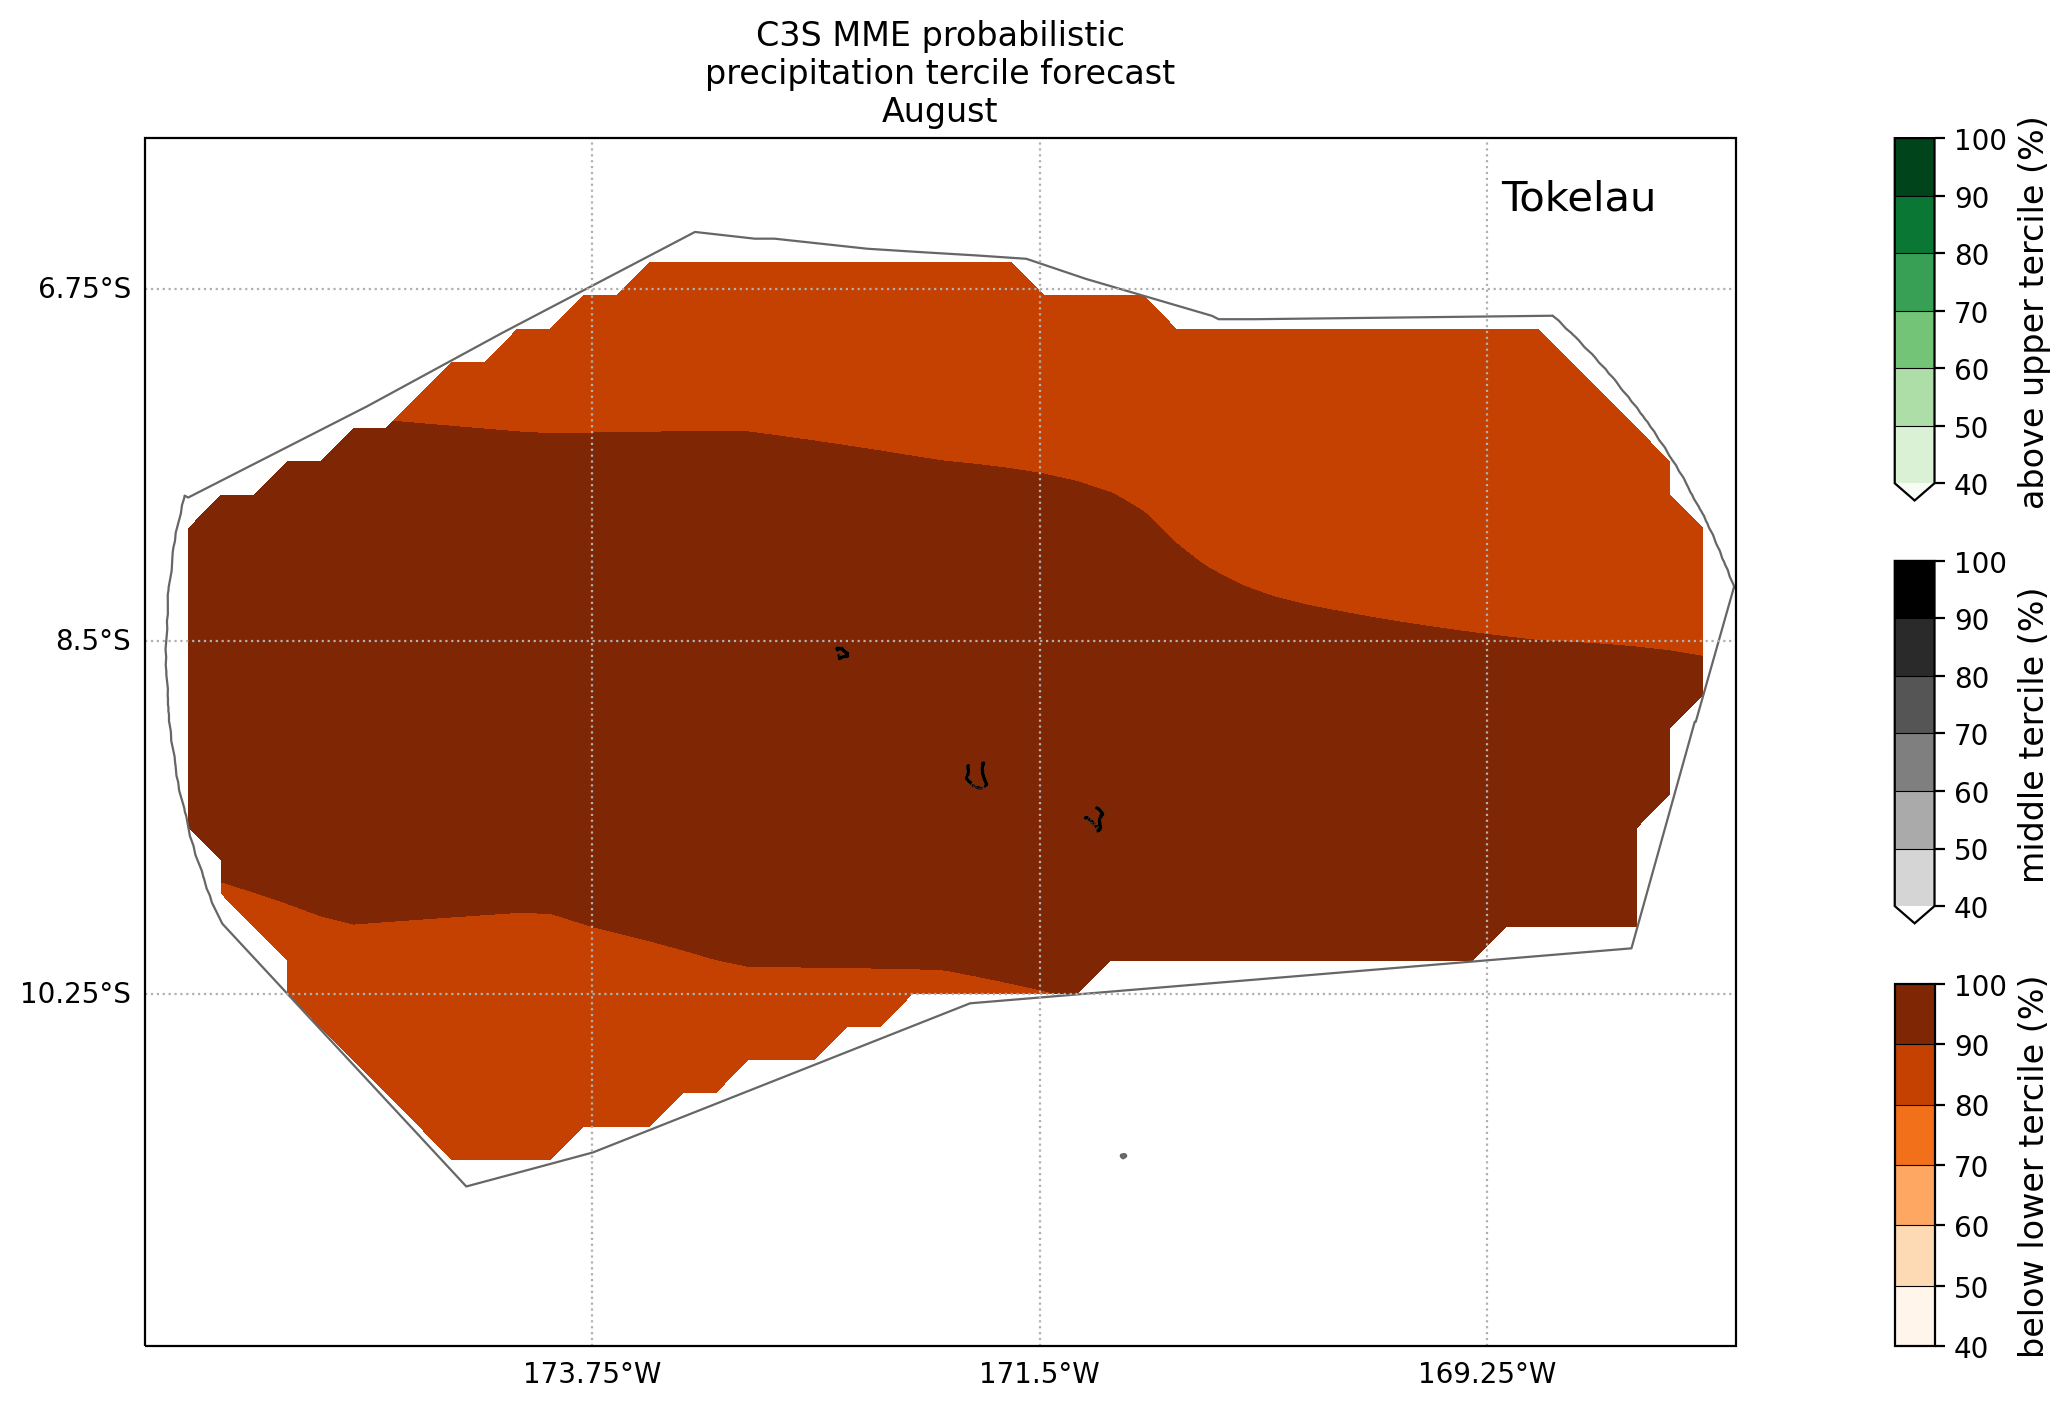 C3S MME probabilistic
precipitation tercile forecast
August
Tokelau
6.75°S
8.5°S
10.25°S
173.75°W
171.5°W
169.25°W
100
90
80
70
60
50
40
above upper tercile (%)
100
90
80
70
60
50
40
middle tercile (%)
100
90
80
70
60
50
40
below lower tercile (%)